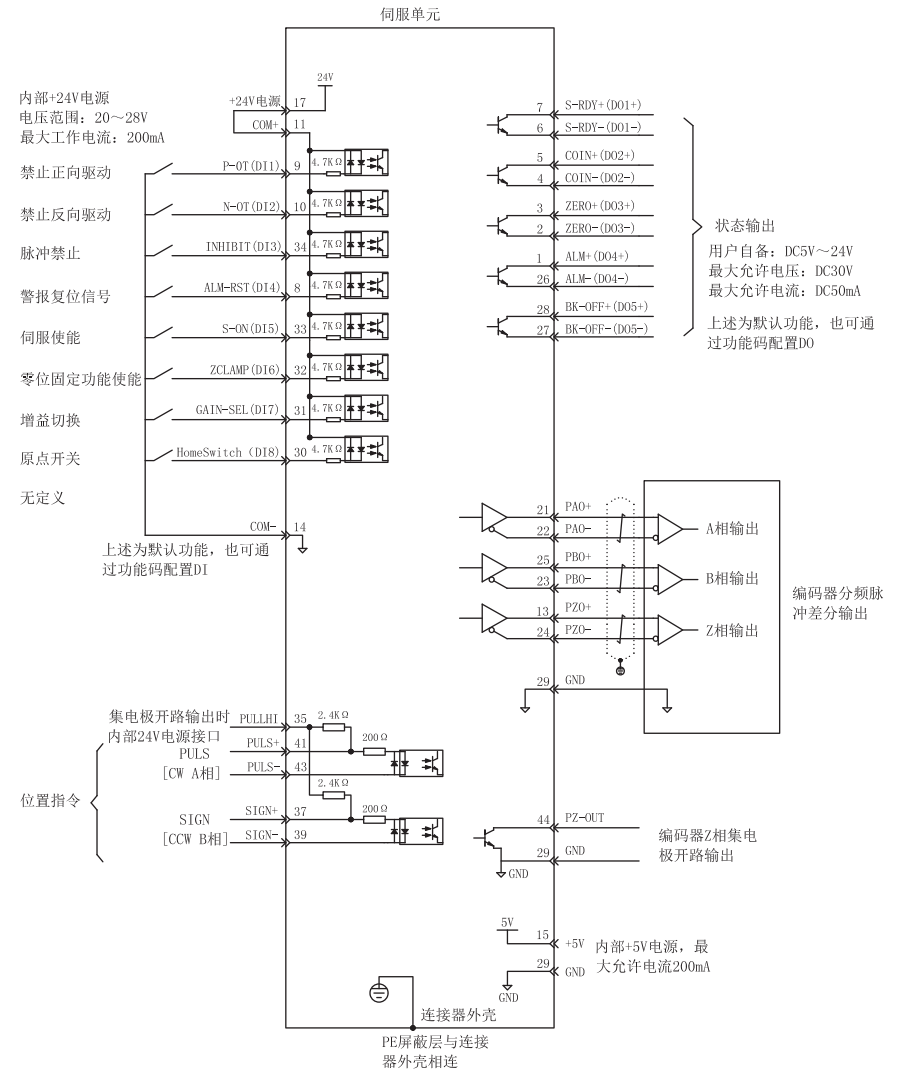 伺服单元
24V
内部+24V电源
电压范围：20～28V
最大工作电流：200mA
+24V电源 17
COM+ 11
禁止正向驱动
P-OT(DI1) 9 4.7KΩ
禁止反向驱动
N-OT(DI2) 10 4.7KΩ
脉冲禁止
INHIBIT(DI3) 34 4.7KΩ
警报复位信号
ALM-RST(DI4) 8 4.7KΩ
伺服使能
S-ON(DI5) 33 4.7KΩ
零位固定功能使能
ZCLAMP(DI6) 32 4.7KΩ
增益切换
GAIN-SEL(DI7) 31 4.7KΩ
原点开关
HomeSwitch (DI8) 30 4.7KΩ
无定义
COM- 14
上述为默认功能，也可通
过功能码配置DI
7 S-RDY+(DO1+)
6 S-RDY-(DO1-)
5 COIN+(DO2+)
4 COIN-(DO2-)
3 ZERO+(DO3+)
2 ZERO-(DO3-)
1 ALM+(DO4+)
26 ALM-(DO4-)
28 BK-OFF+(DO5+)
27 BK-OFF-(DO5-)
状态输出
用户自备：DC5V～24V
最大允许电压：DC30V
最大允许电流：DC50mA
上述为默认功能，也可通
过功能码配置DO
21 PAO+
22 PAO-
A相输出
25 PBO+
23 PBO-
B相输出
13 PZO+
24 PZO-
Z相输出
编码器分频脉
冲差分输出
29 GND
集电极开路输出时
内部24V电源接口
PULLHI 35 2.4KΩ
PULS+ 41 200Ω
PULS
[CW A相]
PULS- 43
2.4KΩ
位置指令
SIGN+ 37 200Ω
SIGN
[CCW B相]
SIGN- 39
44 PZ-OUT
29 GND
GND
编码器Z相集电
极开路输出
5V
15 +5V
29 GND
GND
内部+5V电源，最
大允许电流200mA
连接器外壳
PE屏蔽层与连接
器外壳相连